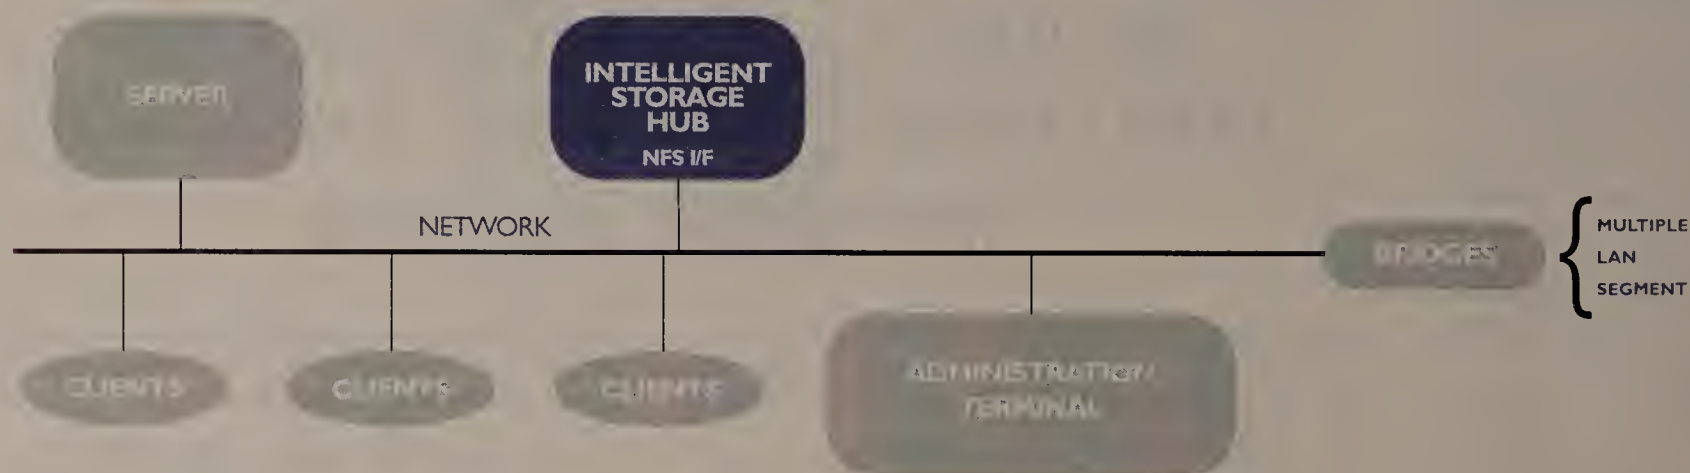 SERVER
INTELLIGENT
STORAGE
HUB
NFS I/F
NETWORK
BRIDGES
MULTIPLE
LAN
SEGMENT
CLIENTS
CLIENTS
CLIENTS
ADMINISTRATION
TERMINAL